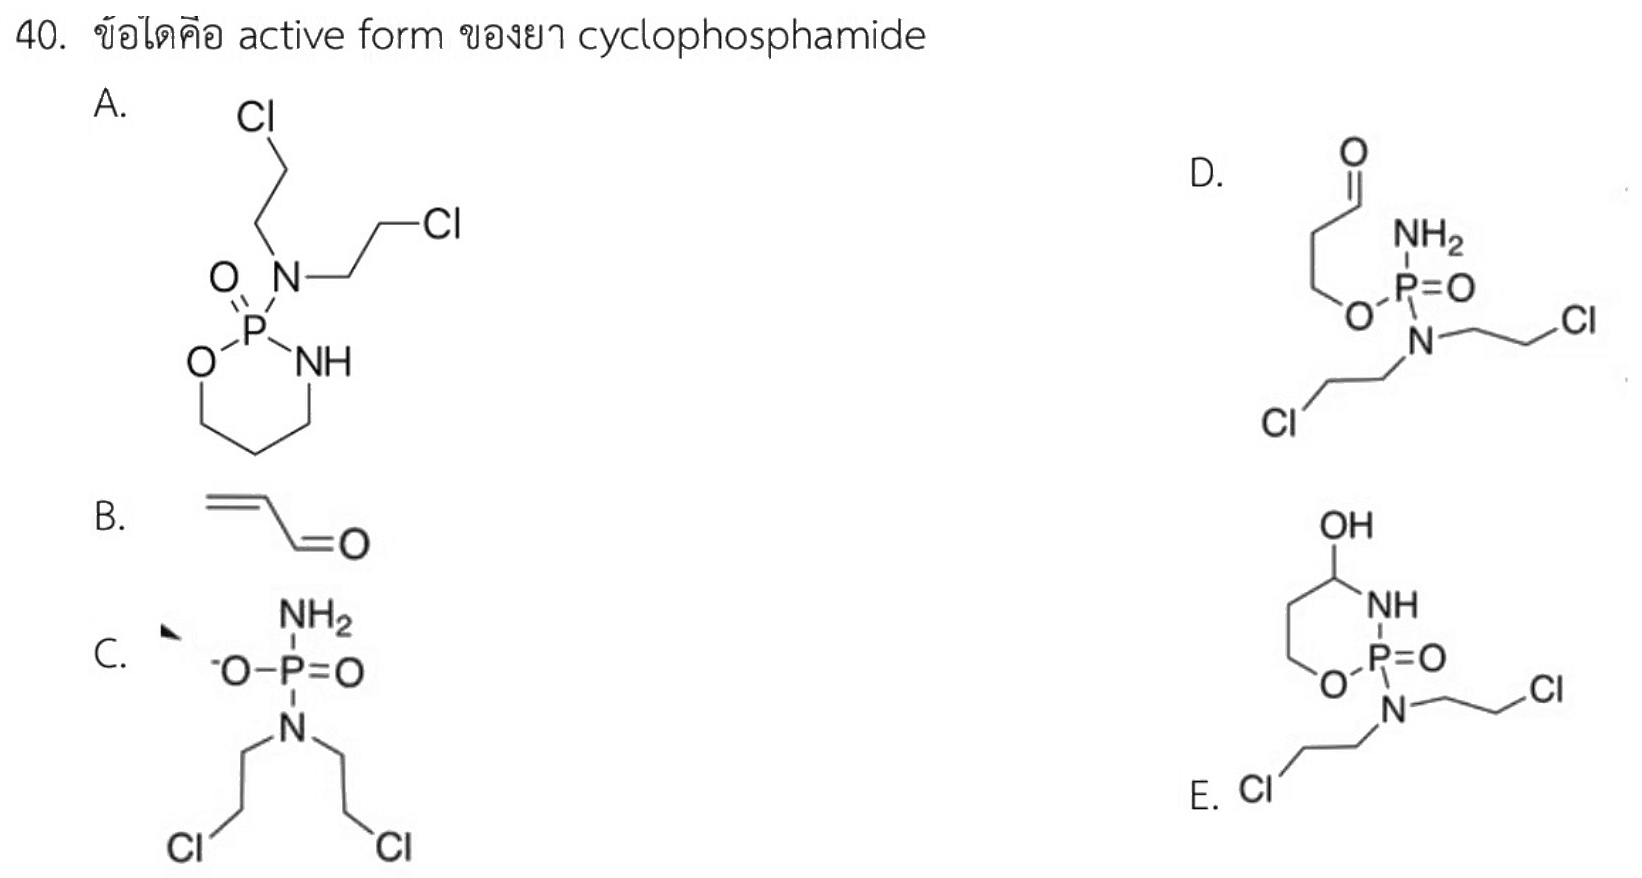 40. ข้อใดคือ active form ของยา cyclophosphamide
A.
Cl
Cl
O N
P
O NH
B.
O
C.
NH2
-O-P=O
N
Cl Cl
D.
O
NH2
P=O
O
N Cl
Cl
OH
NH
P=O
O
N Cl
E. Cl